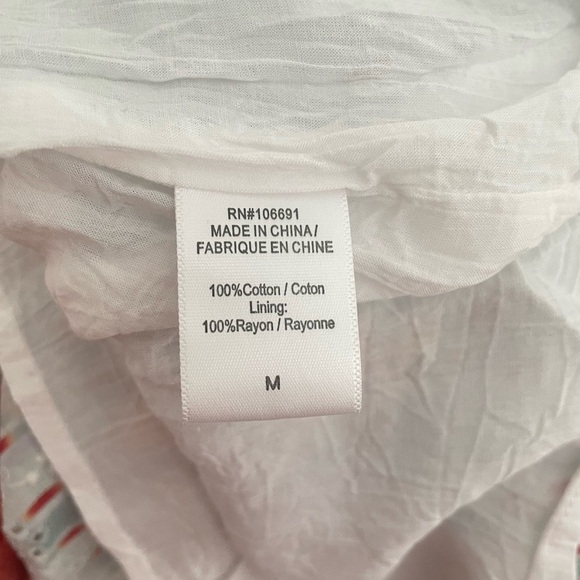 RN#106691
MADE IN CHINA/
FABRIQUE EN CHINE
100%Cotton / Coton
Lining:
100%Rayon / Rayonne
M